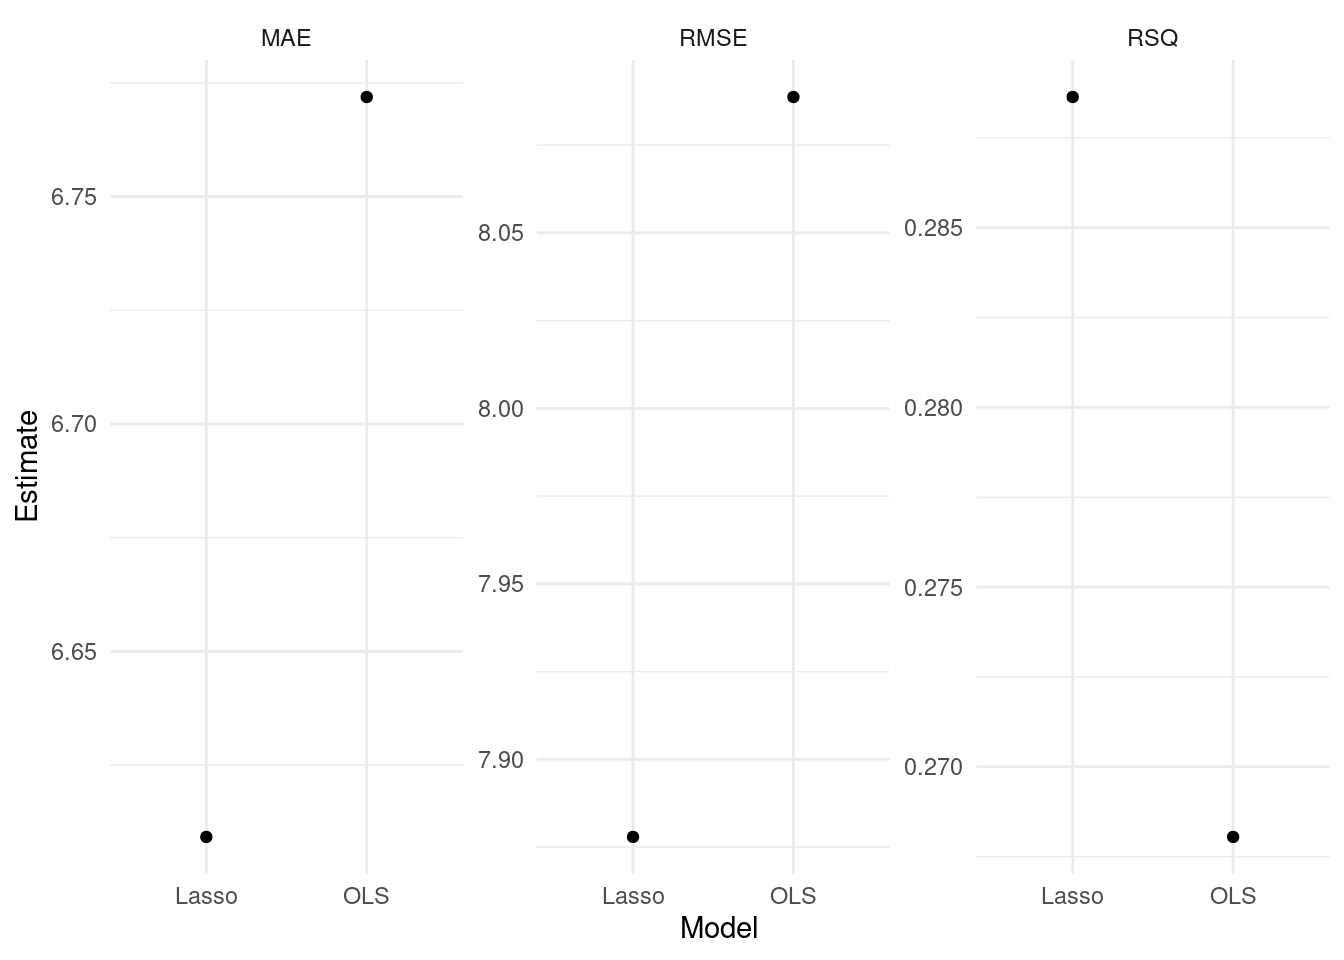 MAE
RMSE
RSQ
Estimate
6.75
6.70
6.65
8.05
8.00
7.95
7.90
0.285
0.280
0.275
0.270
Lasso OLS
Lasso OLS
Lasso OLS
Model